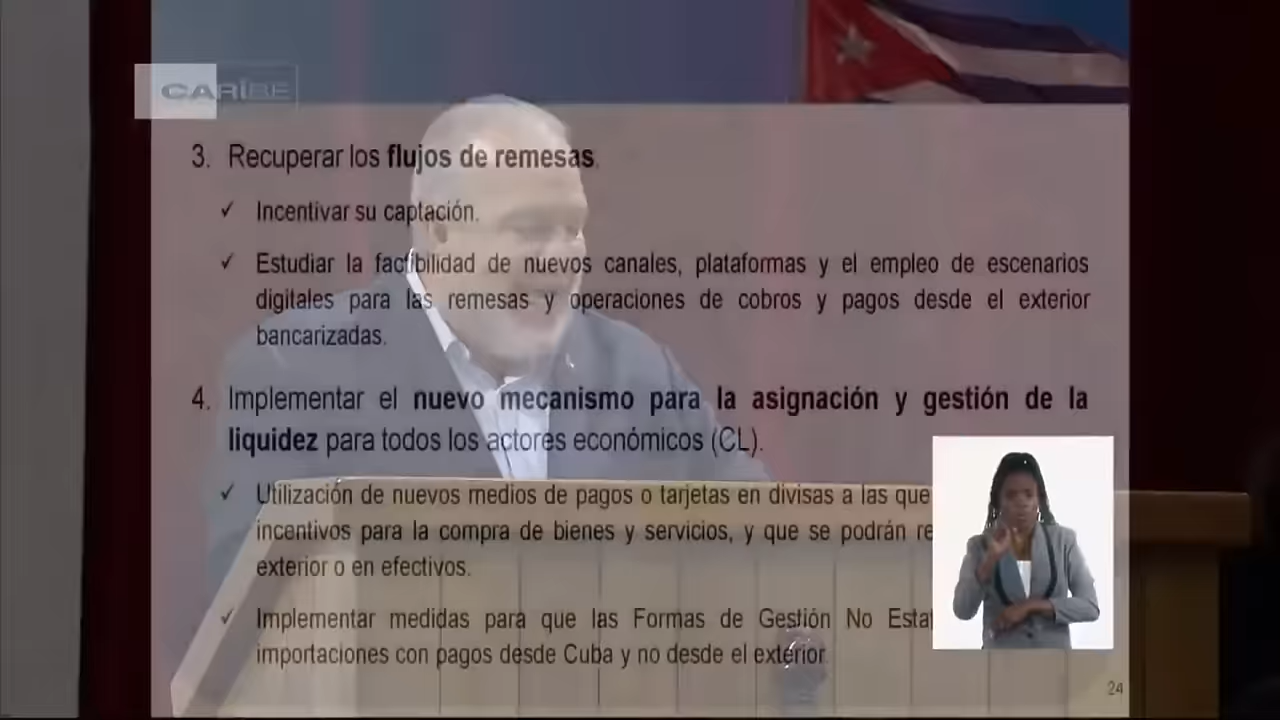 CARIBE
3. Recuperar los flujos de remesas.
✓ Incentivar su captación.
✓ Estudiar la factibilidad de nuevos canales, plataformas y el empleo de escenarios
digitales para las remesas y operaciones de cobros y pagos desde el exterior
bancarizadas.
4. Implementar el nuevo mecanismo para la asignación y gestión de la
liquidez para todos los actores económicos (CL).
✓ Utilización de nuevos medios de pagos o tarjetas en divisas a las que
incentivos para la compra de bienes y servicios, y que se podrán
exterior o en efectivos.
✓ Implementar medidas para que las Formas de Gestión No
importaciones con pagos desde Cuba y no desde el exterior.
24